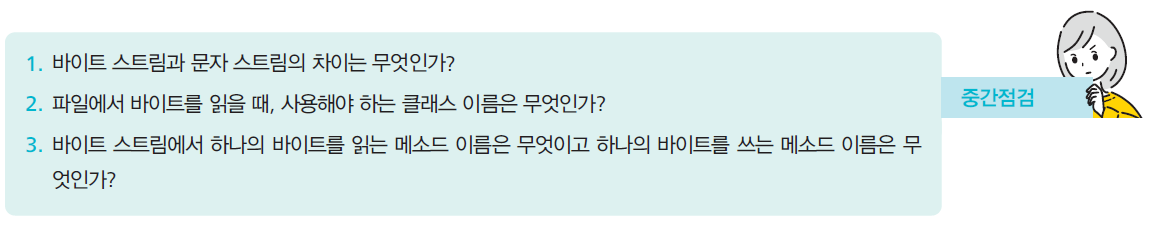 1. 바이트 스트림과 문자 스트림의 차이는 무엇인가?
2. 파일에서 바이트를 읽을 때, 사용해야 하는 클래스 이름은 무엇인가?
3. 바이트 스트림에서 하나의 바이트를 읽는 메소드 이름은 무엇이고 하나의 바이트를 쓰는 메소드 이름은 무
엇인가?
중간점검